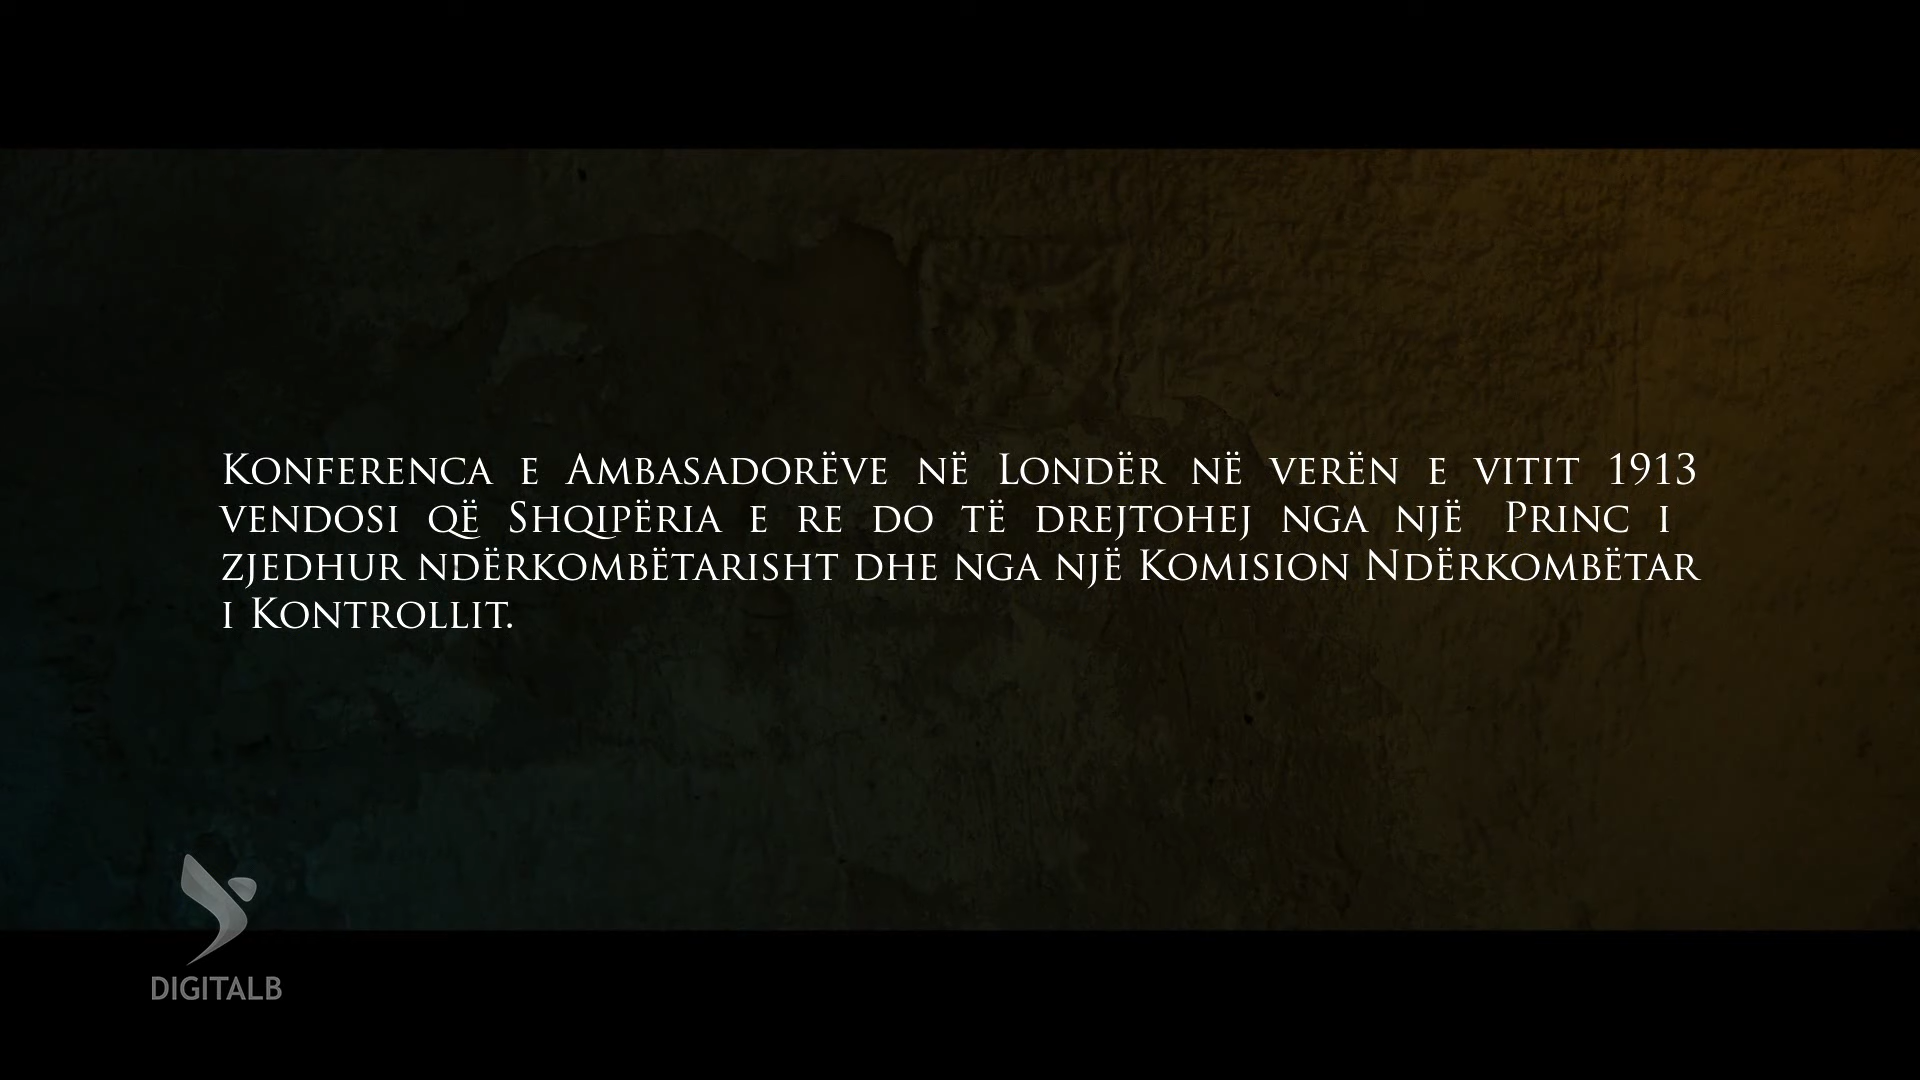 Konferenca e Ambasadorëve në Londër në verën e vitit 1913
vendosi që Shqipëria e re do të drejtohej nga një Princ i
zjedhur ndërkombëtarisht dhe nga një Komision Ndërkombëtar
i Kontrollit.
DIGITALB